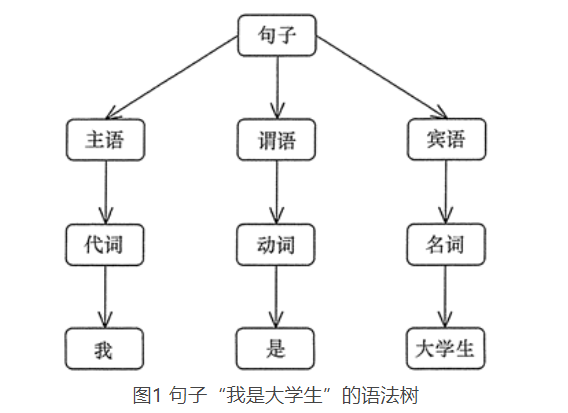 句子
主语 谓语 宾语
代词 动词 名词
我 是 大学生
图1 句子“我是大学生”的语法树